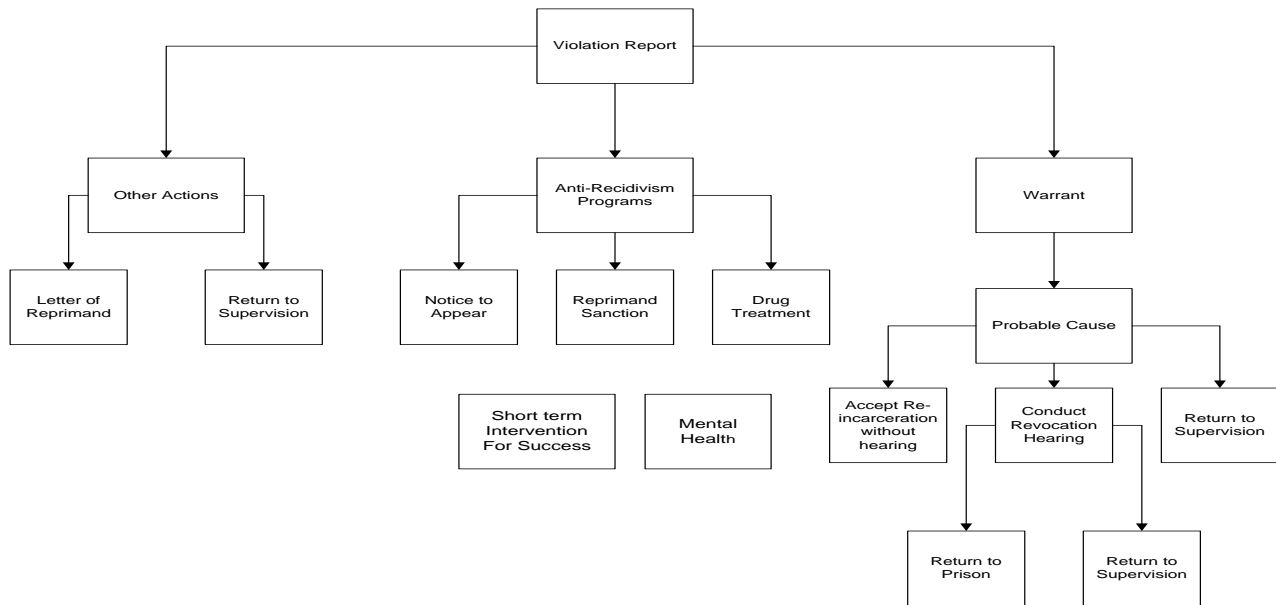 Violation Report
Other Actions
Anti-Recidivism
Programs
Warrant
Letter of
Reprimand
Return to
Supervision
Notice to
Appear
Reprimand
Sanction
Drug
Treatment
Probable Cause
Short term
Intervention
For Success
Mental
Health
Accept Re-
incarceration
without
hearing
Conduct
Revocation
Hearing
Return to
Supervision
Return to
Prison
Return to
Supervision